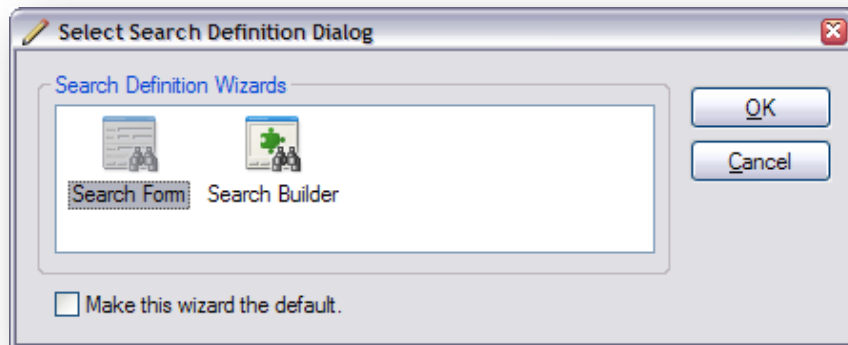 Select Search Definition Dialog
Search Definition Wizards
OK
Search Form Search Builder
Cancel
Make this wizard the default.